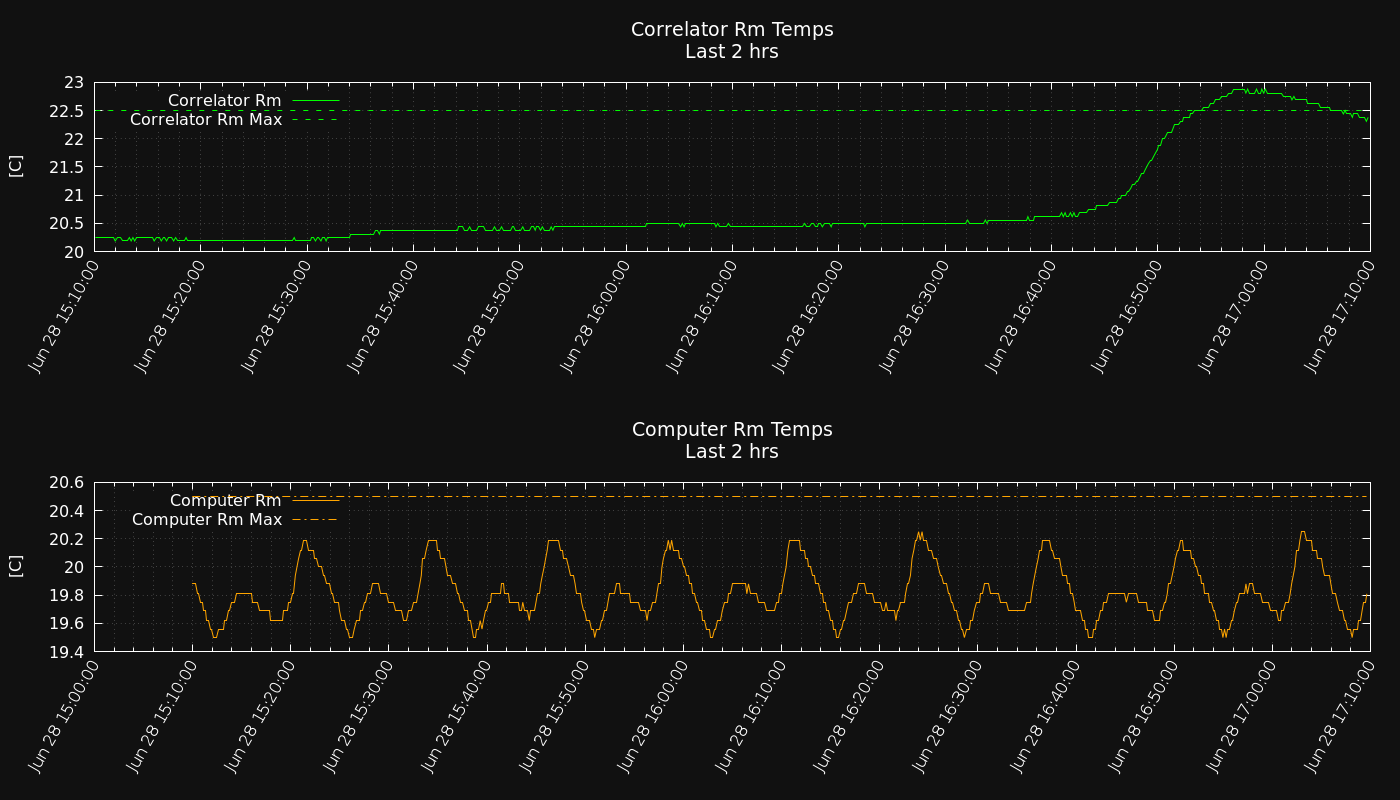 Correlator Rm Temps
Last 2 hrs
23
22.5
22
21.5
21
20.5
20
[C]
Correlator Rm
Correlator Rm Max
Jun 28 15:10:00
Jun 28 15:20:00
Jun 28 15:30:00
Jun 28 15:40:00
Jun 28 15:50:00
Jun 28 16:00:00
Jun 28 16:10:00
Jun 28 16:20:00
Jun 28 16:30:00
Jun 28 16:40:00
Jun 28 16:50:00
Jun 28 17:00:00
Jun 28 17:10:00
Computer Rm Temps
Last 2 hrs
20.6
20.4
20.2
20
19.8
19.6
19.4
[C]
Computer Rm
Computer Rm Max
Jun 28 15:00:00
Jun 28 15:10:00
Jun 28 15:20:00
Jun 28 15:30:00
Jun 28 15:40:00
Jun 28 15:50:00
Jun 28 16:00:00
Jun 28 16:10:00
Jun 28 16:20:00
Jun 28 16:30:00
Jun 28 16:40:00
Jun 28 16:50:00
Jun 28 17:00:00
Jun 28 17:10:00